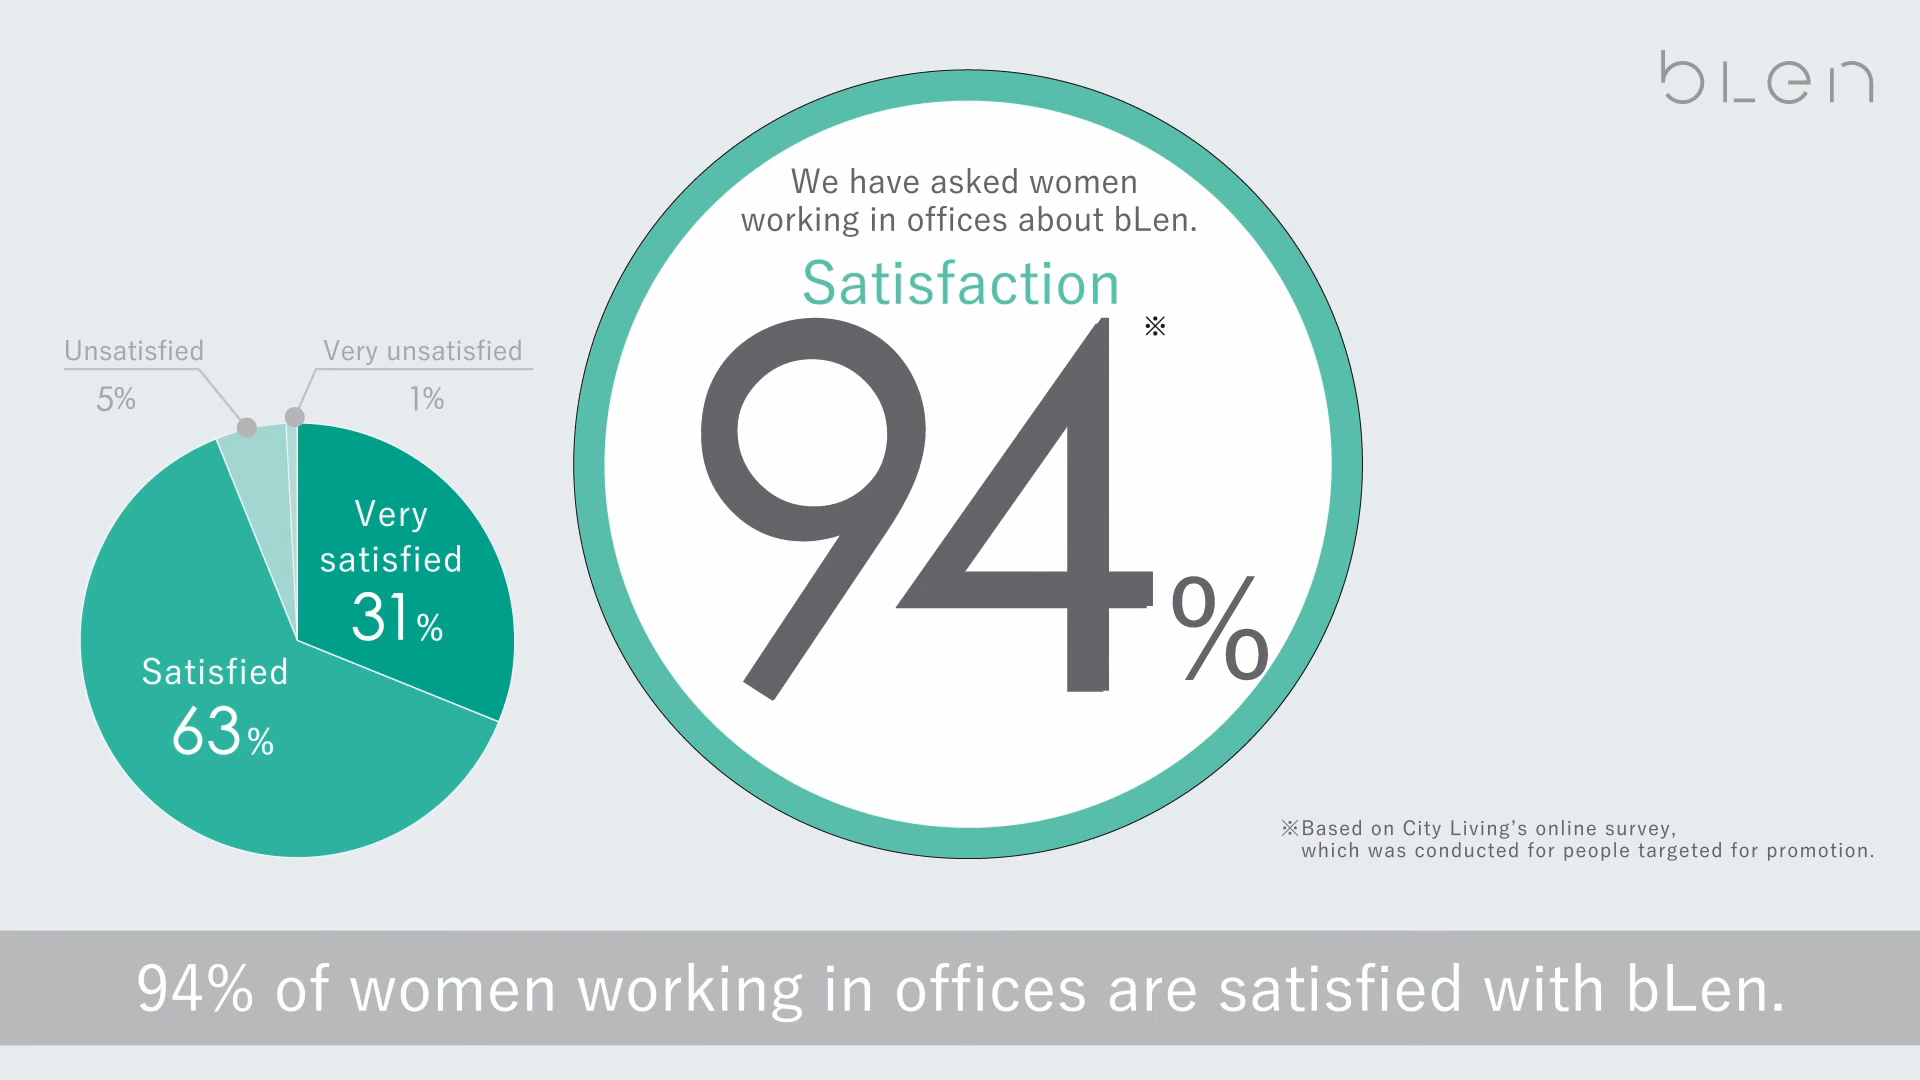 bLen
We have asked women
working in offices about bLen.
Satisfaction
94% ※
Unsatisfied
5%
Very unsatisfied
1%
Very
satisfied
31%
Satisfied
63%
※Based on City Living’s online survey,
which was conducted for people targeted for promotion.
94% of women working in offices are satisfied with bLen.